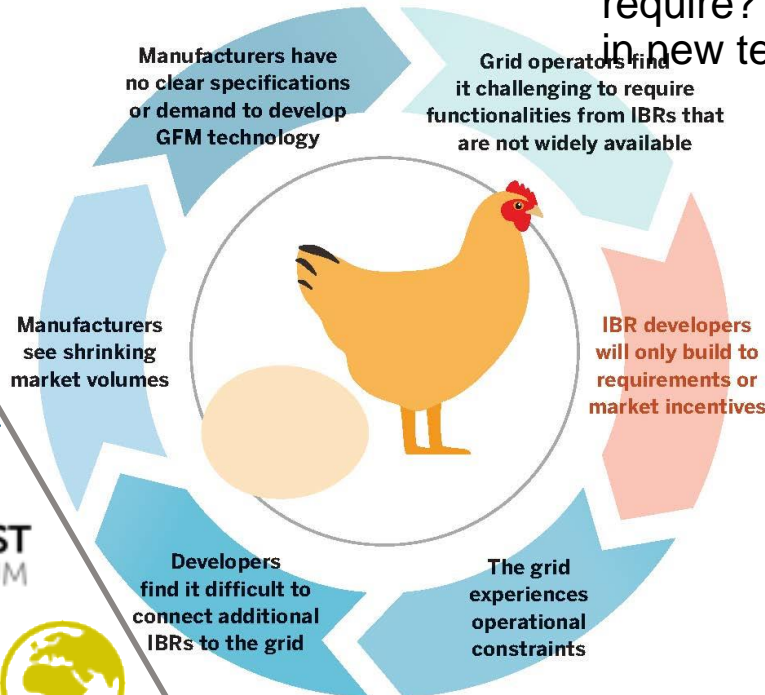 require?
in new te
Manufacturers have
no clear specifications
or demand to develop
GFM technology
Grid operators find
it challenging to require
functionalities from IBRs that
are not widely available
IBR developers
will only build to
requirements or
market incentives
The grid
experiences
operational
constraints
Developers
find it difficult to
connect additional
IBRs to the grid
Manufacturers
see shrinking
market volumes
ST
UM